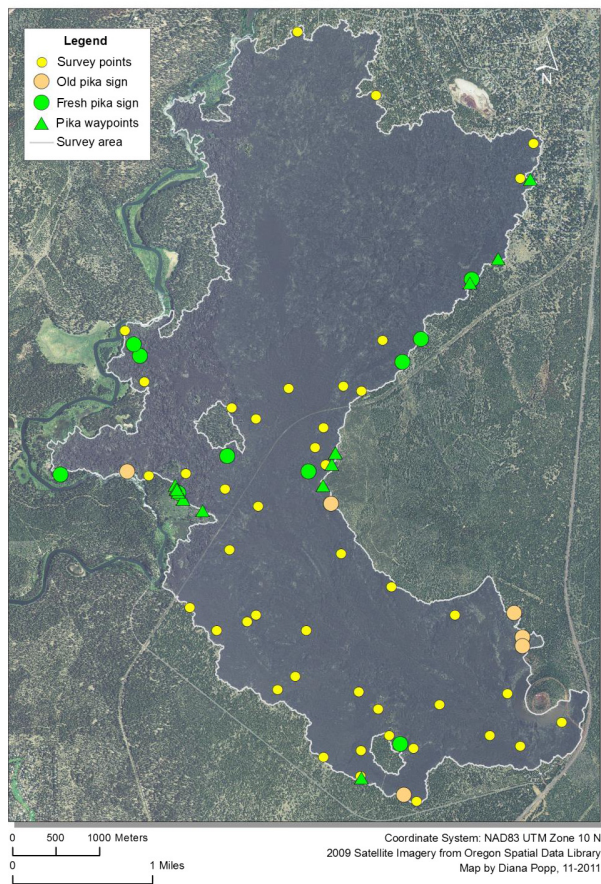 Legend
Survey points
Old pika sign
Fresh pika sign
Pika waypoints
Survey area
N
0 500 1000 Meters
0 1 Miles
Coordinate System: NAD83 UTM Zone 10 N
2009 Satellite Imagery from Oregon Spatial Data Library
Map by Diana Popp, 11-2011